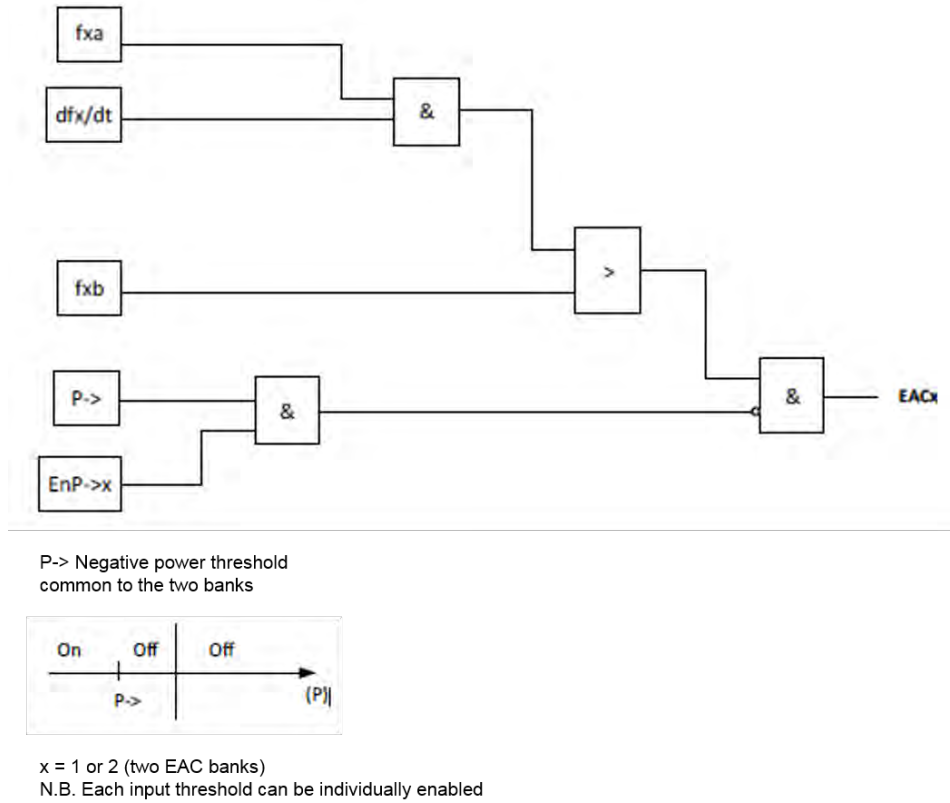 fxa
dfx/dt
&
fxb
>
P->
&
EnP->x
&
EACx
P-> Negative power threshold
common to the two banks
On Off Off
P-> (P)|
x = 1 or 2 (two EAC banks)
N.B. Each input threshold can be individually enabled